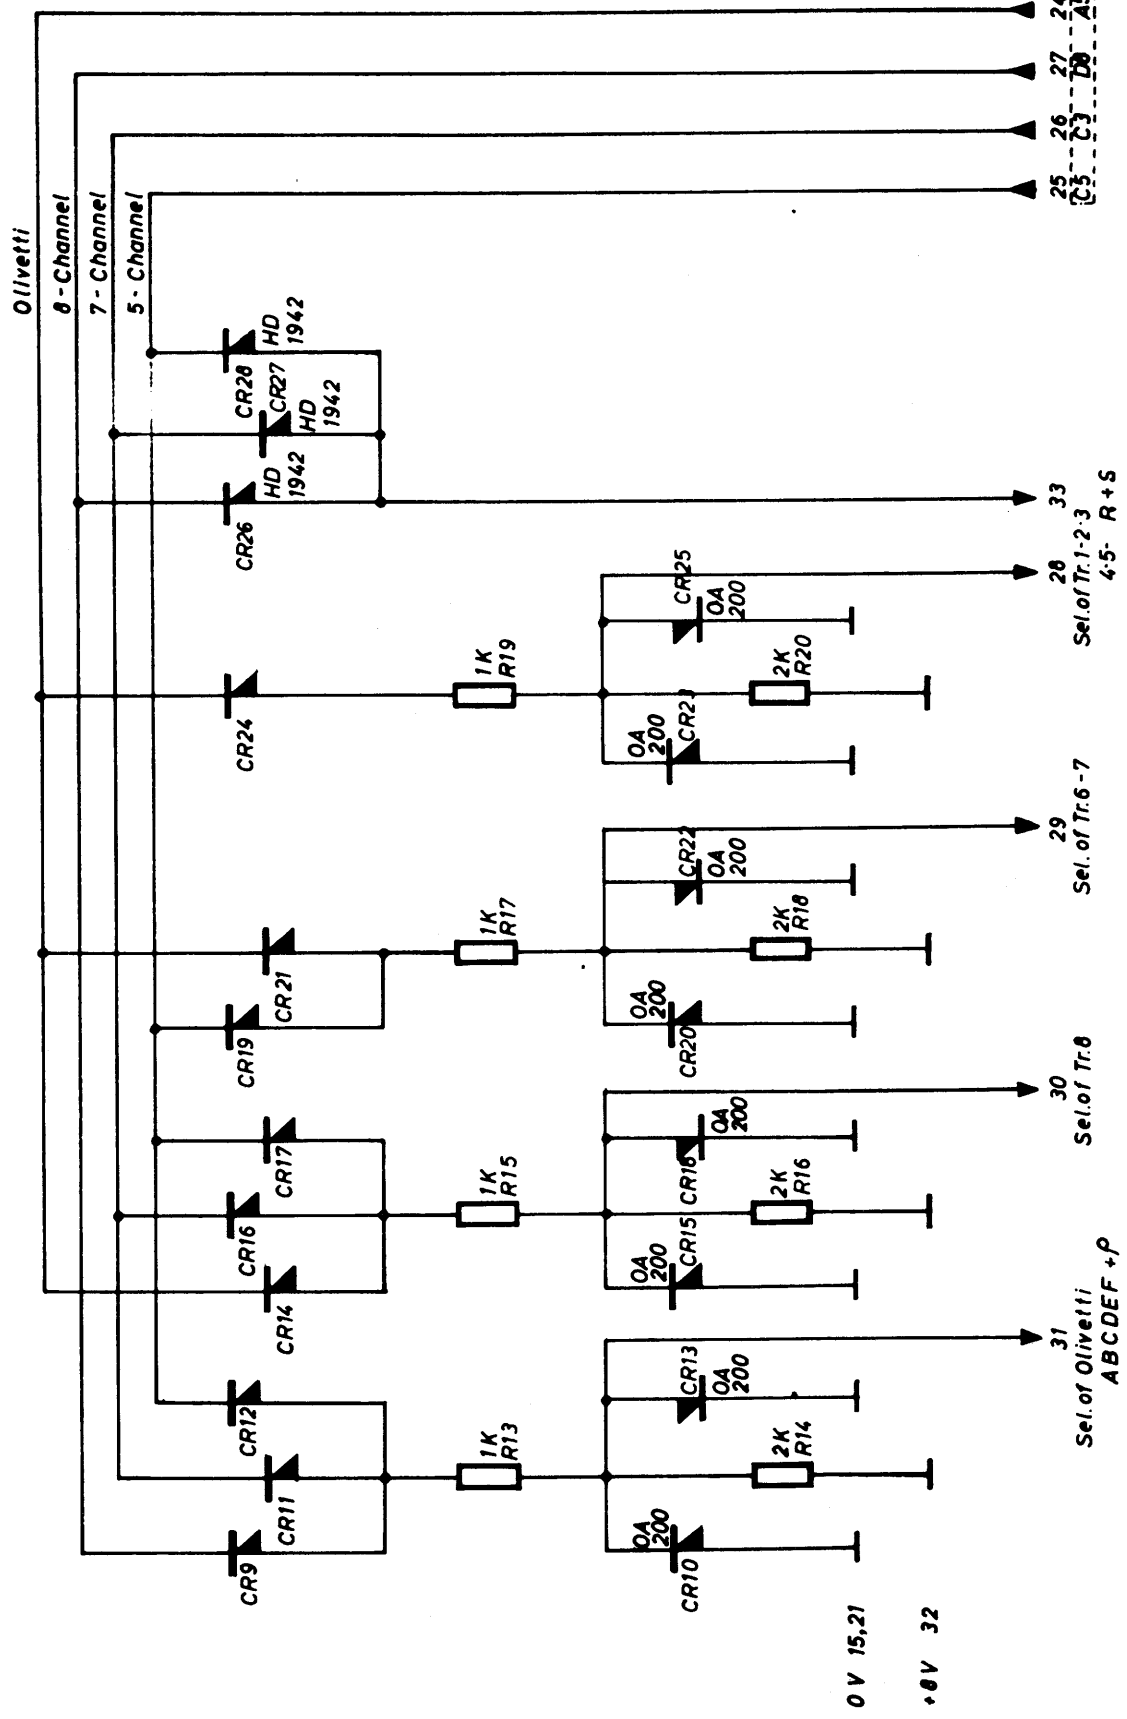 Olivetti
8-Channel
7-Channel
5-Channel
CR28
HD
1942
CR27
HD
1942
CR26
HD
1942
CR24
1K
R19
CR25
OA
200
2K
R20
OA
200
CR23
CR21
CR19
1K
R17
CR22
OA
200
2K
R18
OA
200
CR20
CR17
CR16
CR14
1K
R15
OA
200
CR18
2K
R16
OA
200
CR15
CR12
CR11
CR9
1K
R13
CR13
OA
200
2K
R14
OA
200
CR10
0V 15,21
+8V 32
31
Sel.of Olivetti
ABCDEF+P
30
Sel.of Tr.8
29
Sel.of Tr.6-7
28
Sel.of Tr.1-2-3
4-5- R+S
33
25
C5
26
C3
27
D8
24